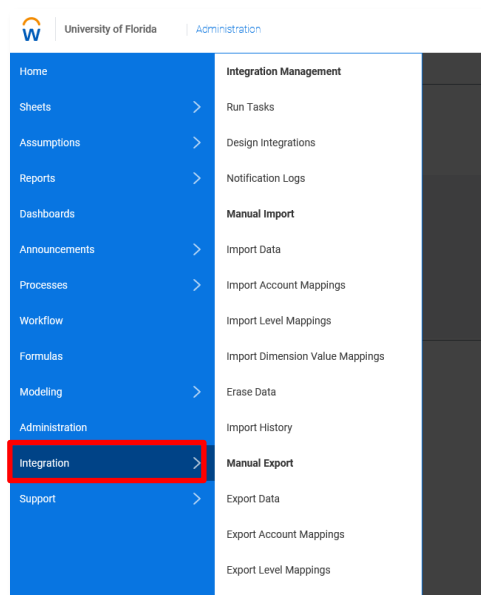 W University of Florida Administration
Home
Sheets
Assumptions
Reports
Dashboards
Announcements
Processes
Workflow
Formulas
Modeling
Administration
Integration
Support
Integration Management
Run Tasks
Design Integrations
Notification Logs
Manual Import
Import Data
Import Account Mappings
Import Level Mappings
Import Dimension Value Mappings
Erase Data
Import History
Manual Export
Export Data
Export Account Mappings
Export Level Mappings